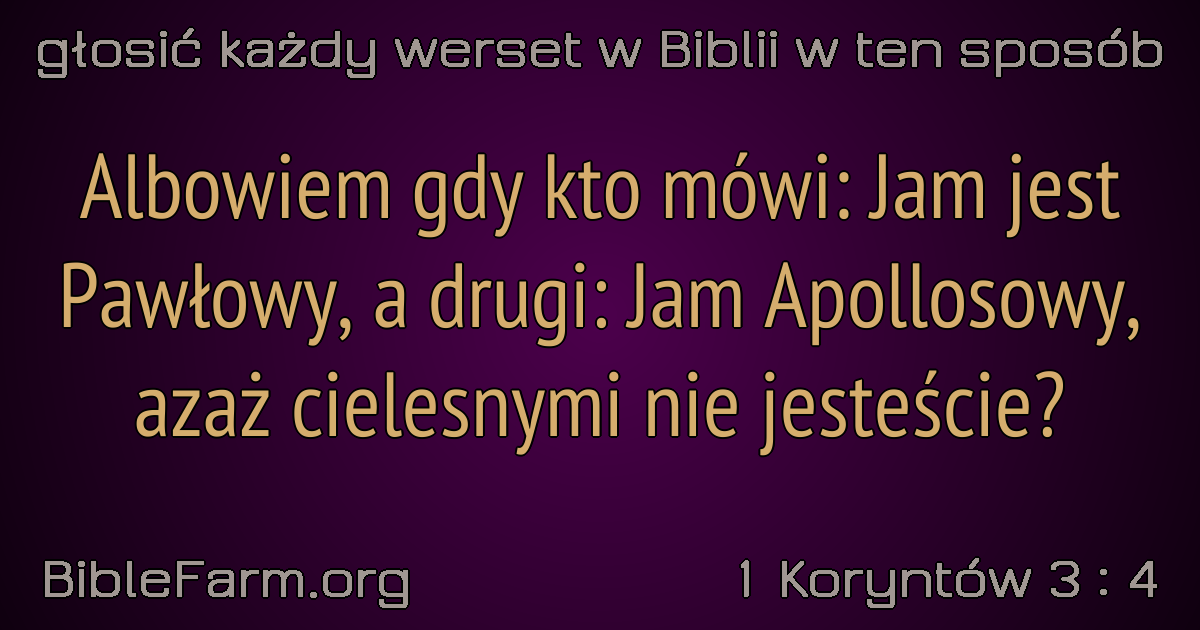 głosić każdy werset w Biblii w ten sposób
Albowiem gdy kto mówi: Jam jest
Pawłowy, a drugi: Jam Apollosowy,
azaż cielesnymi nie jesteście?
BibleFarm.org
1 Koryntów 3 : 4